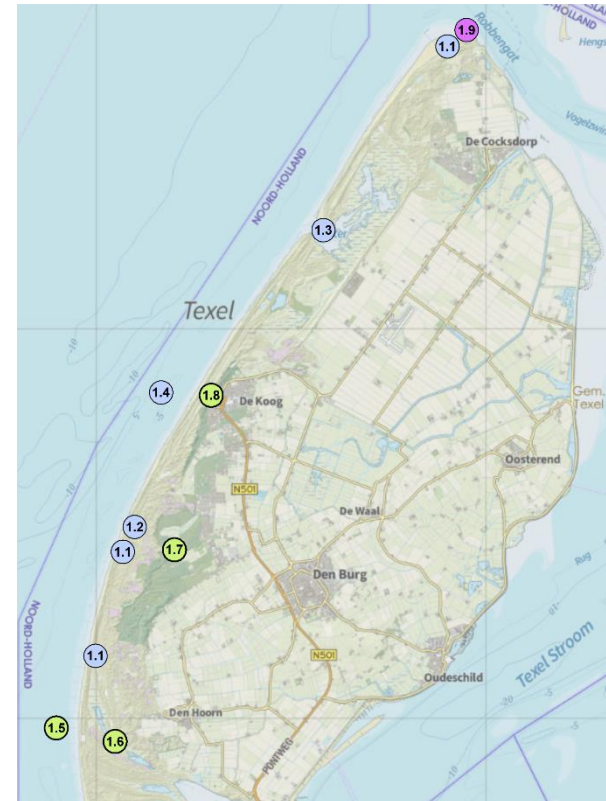 1.9
Robbengat
1.1
Vogelzwin
De Cocksdorp
NOORD-HOLLAND
1.3
Texel
1.4
1.8
De Koog
Gem.
Texel
Oosterend
N501
De Waal
1.2
1.1
1.7
Den Burg
Rug
NOORD-HOLLAND
1.1
N501
Oudeschild
Texel Stroom
Den Hoorn
1.5
1.6
PONTWEG